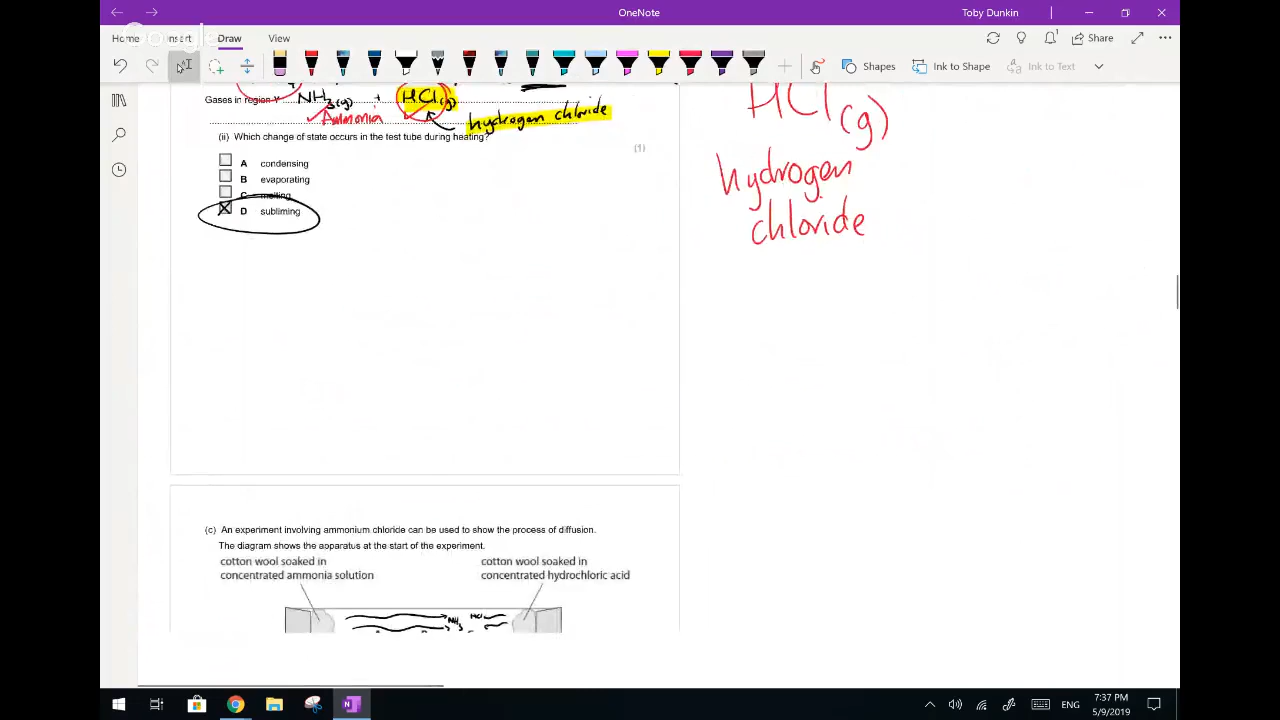 OneNote
Toby Dunkin
Google
Home Insert Draw View
Share
Shapes
Ink to Shape
Ink to Text
Gases in region Y NH3(g) + HCl(g)
Ammonia
hydrogen chloride
(ii) Which change of state occurs in the test tube during heating?
(1)
A condensing
B evaporating
C melting
D subliming
HCl(g)
hydrogen
chloride
(c) An experiment involving ammonium chloride can be used to show the process of diffusion.
The diagram shows the apparatus at the start of the experiment.
cotton wool soaked in
concentrated ammonia solution
cotton wool soaked in
concentrated hydrochloric acid
NH3
HCl
7:37 PM
5/9/2019